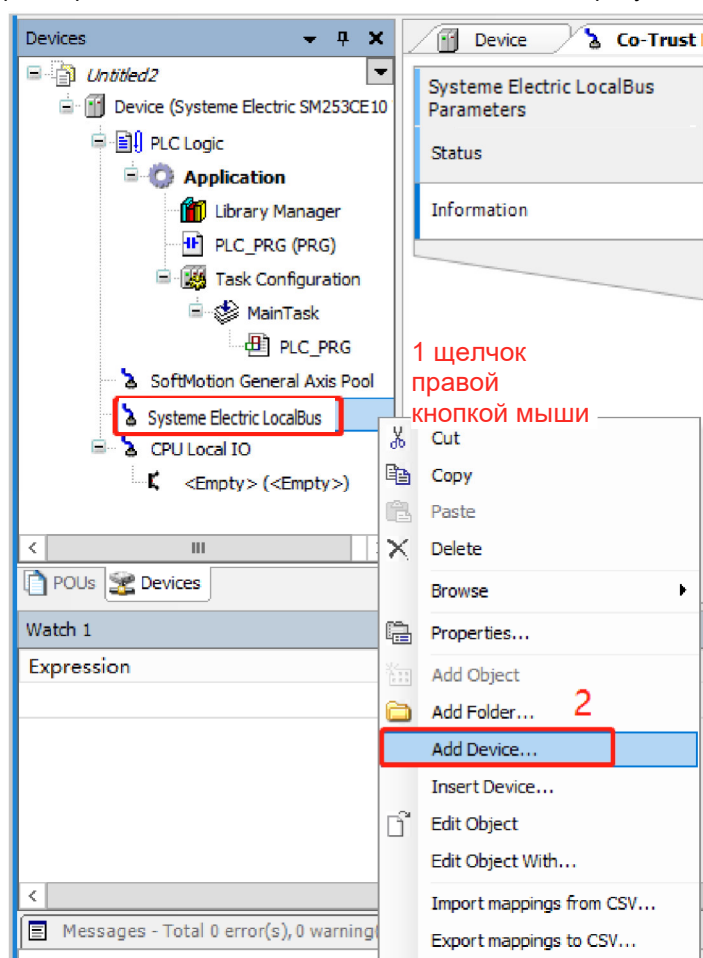 Devices
Untitled2
Device (Systeme Electric SM253CE10
PLC Logic
Application
Library Manager
PLC_PRG (PRG)
Task Configuration
MainTask
PLC_PRG
SoftMotion General Axis Pool
Systeme Electric LocalBus
CPU Local IO
<Empty> (<Empty>)
POUs
Devices
Watch 1
Expression
Messages - Total 0 error(s), 0 warning(
Device
Co-Trust
Systeme Electric LocalBus
Parameters
Status
Information
1 щелчок
правой
кнопкой мыши
Cut
Copy
Paste
Delete
Browse
Properties...
Add Object
Add Folder...
2
Add Device...
Insert Device...
Edit Object
Edit Object With...
Import mappings from CSV...
Export mappings to CSV...